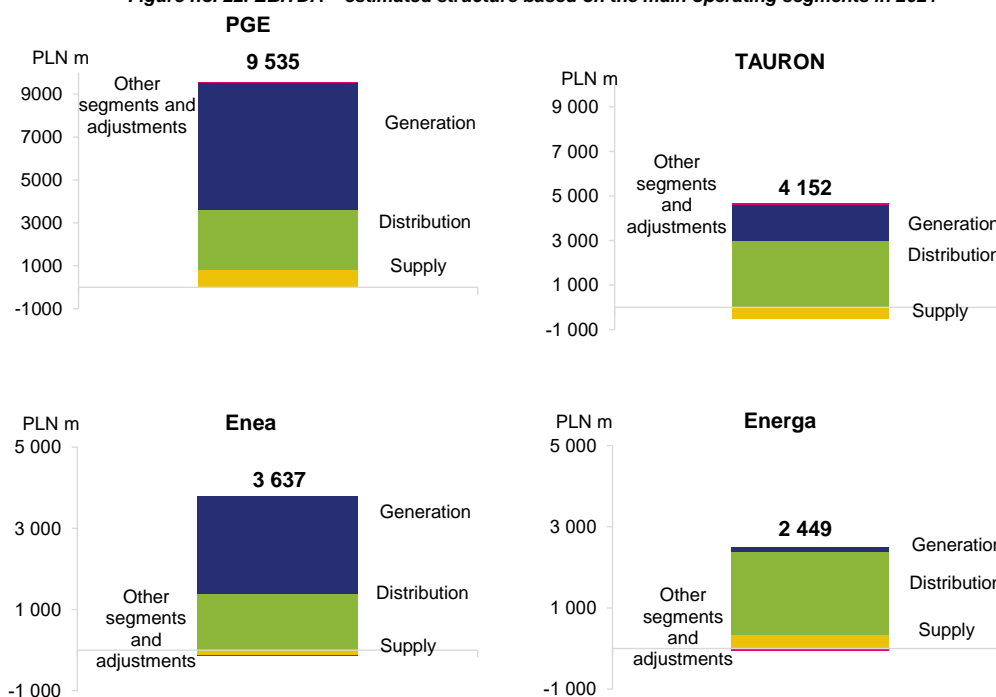 PGE
PLN m
9 535
Other
segments and
adjustments
9000
7000
5000
3000
1000
-1000
Generation
Distribution
Supply
TAURON
PLN m
9 000
7 000
5 000
3 000
1 000
-1 000
Other
segments
and
adjustments
4 152
Generation
Distribution
Supply
Enea
PLN m
5 000
3 000
1 000
-1 000
3 637
Other
segments
and
adjustments
Generation
Distribution
Supply
Energa
PLN m
5 000
3 000
1 000
-1 000
2 449
Other
segments
and
adjustments
Generation
Distribution
Supply